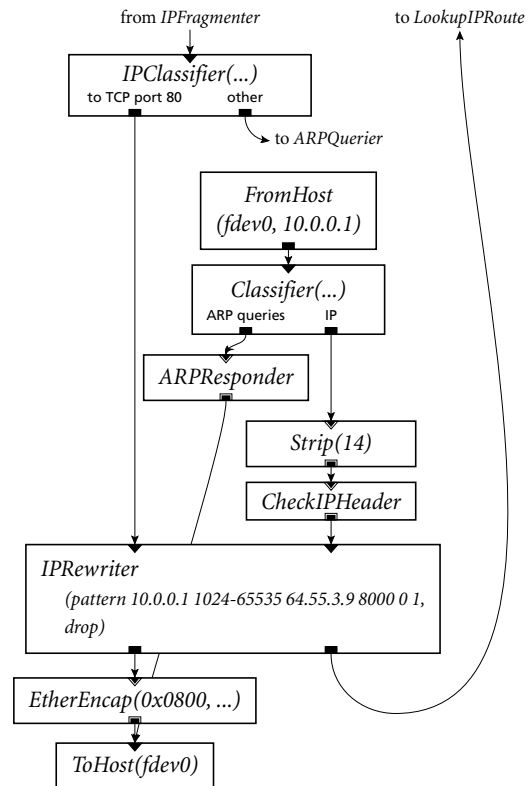 from IPFragmenter
to LookupIPRoute
IPClassifier(...)
to TCP port 80 other
to ARPQuerier
FromHost
(fdev0, 10.0.0.1)
Classifier(...)
ARP queries IP
ARPResponder
Strip(14)
CheckIPHeader
IPRewriter
(pattern 10.0.0.1 1024-65535 64.55.3.9 8000 0 1,
drop)
EtherEncap(0x0800, ...)
ToHost(fdev0)